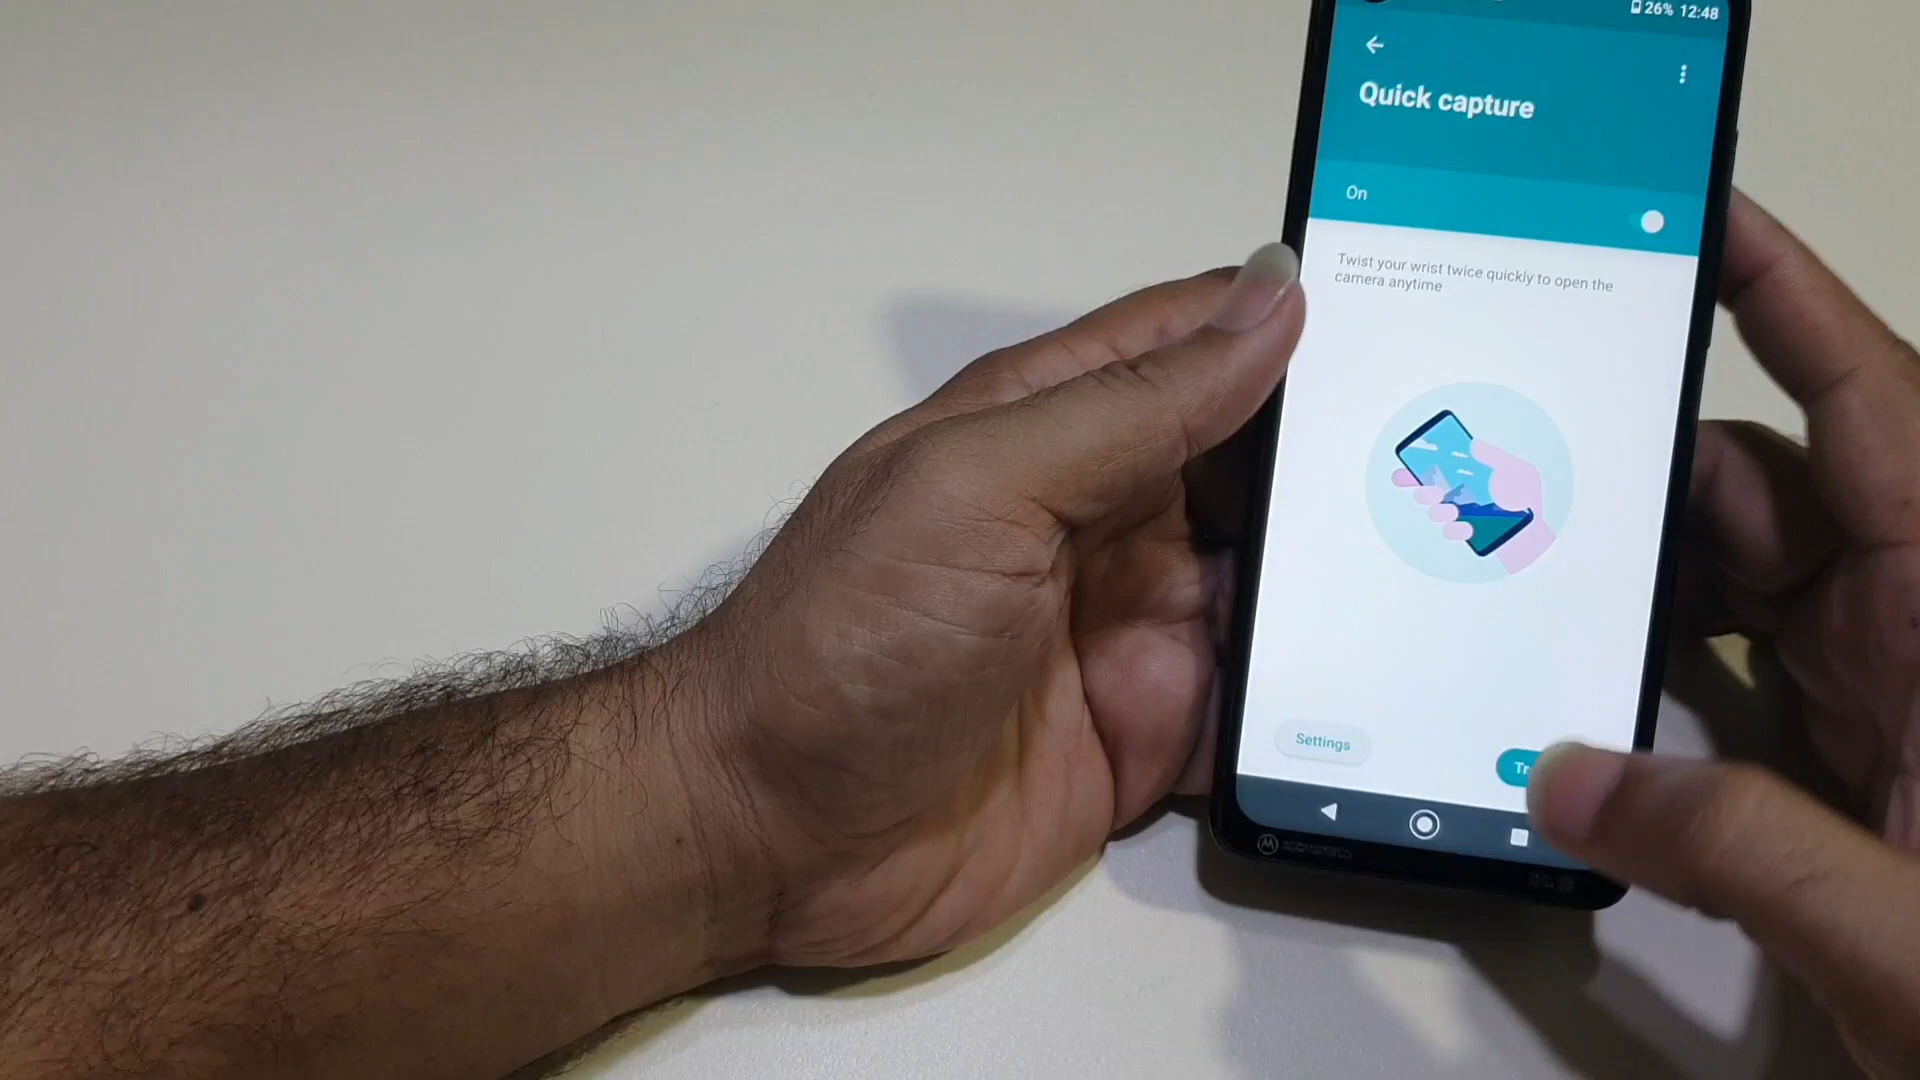 26% 12:48
Quick capture
On
Twist your wrist twice quickly to open the
camera anytime
Settings